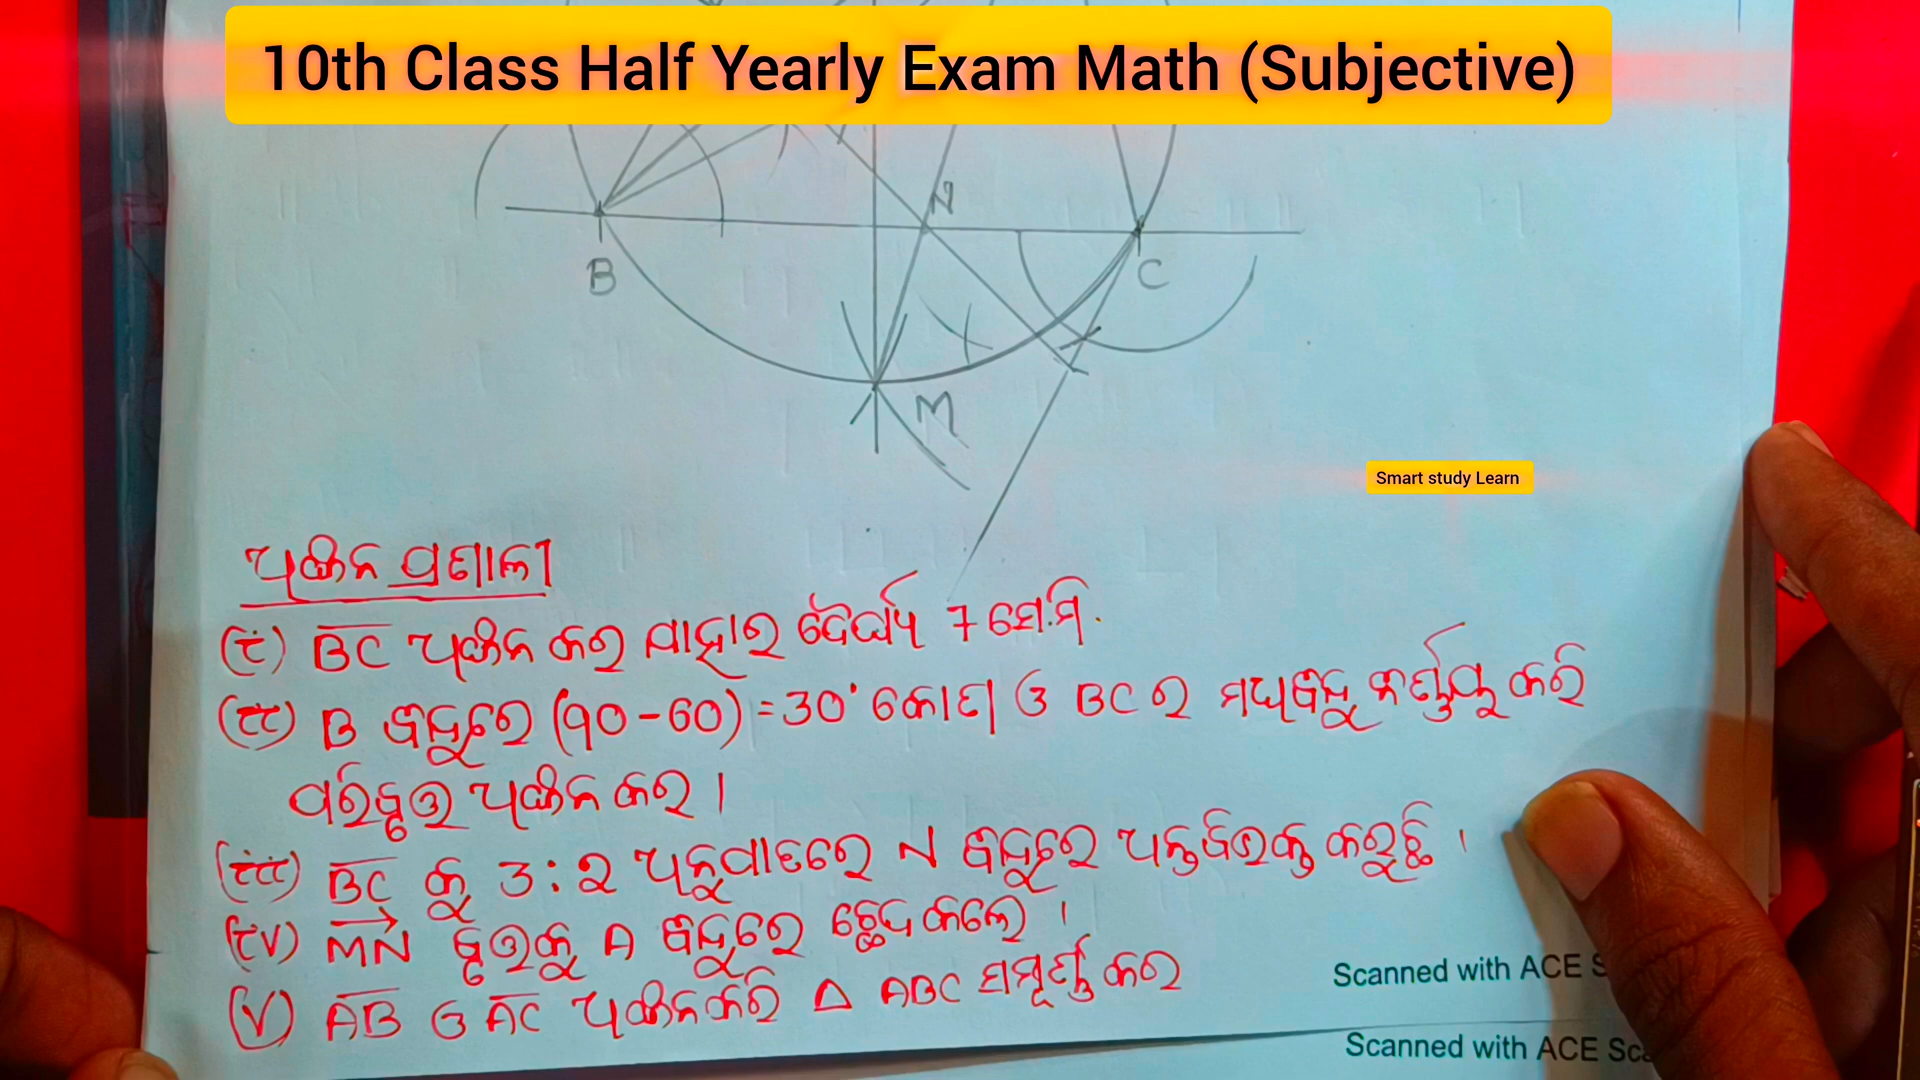 10th Class Half Yearly Exam Math (Subjective)
N
B
C
M
Smart study Learn
ଅଙ୍କନ ପ୍ରଣାଳୀ
(i) BC ଅଙ୍କନ କର ଯାହାର ଦୈର୍ଘ୍ୟ 7 ସେ.ମି.
(ii) B ବିନ୍ଦୁରେ (90-60) = 30° କୋଣ ଓ BC ର ମଧ୍ୟବିନ୍ଦୁ ନିର୍ଣ୍ଣୟ କରି
ପରିବୃତ୍ତ ଅଙ୍କନ କର ।
(iii) BC କୁ 3:2 ଅନୁପାତରେ N ବିନ୍ଦୁରେ ଅନ୍ତର୍ବିଭକ୍ତ କରୁଛି ।
(iv) MN ବୃତ୍ତକୁ A ବିନ୍ଦୁରେ ଛେଦ କଲେ ।
(v) AB ଓ AC ଅଙ୍କନ କରି Δ ABC ସମ୍ପୂର୍ଣ୍ଣ କର
Scanned with ACE
Scanned with ACE